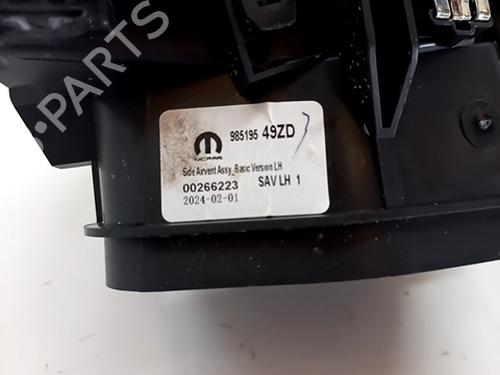 B PARTS
985195 49ZD
MOPAR
Side Airvent Assy_Basic Version LH
00266223 SAV LH 1
2024-02-01